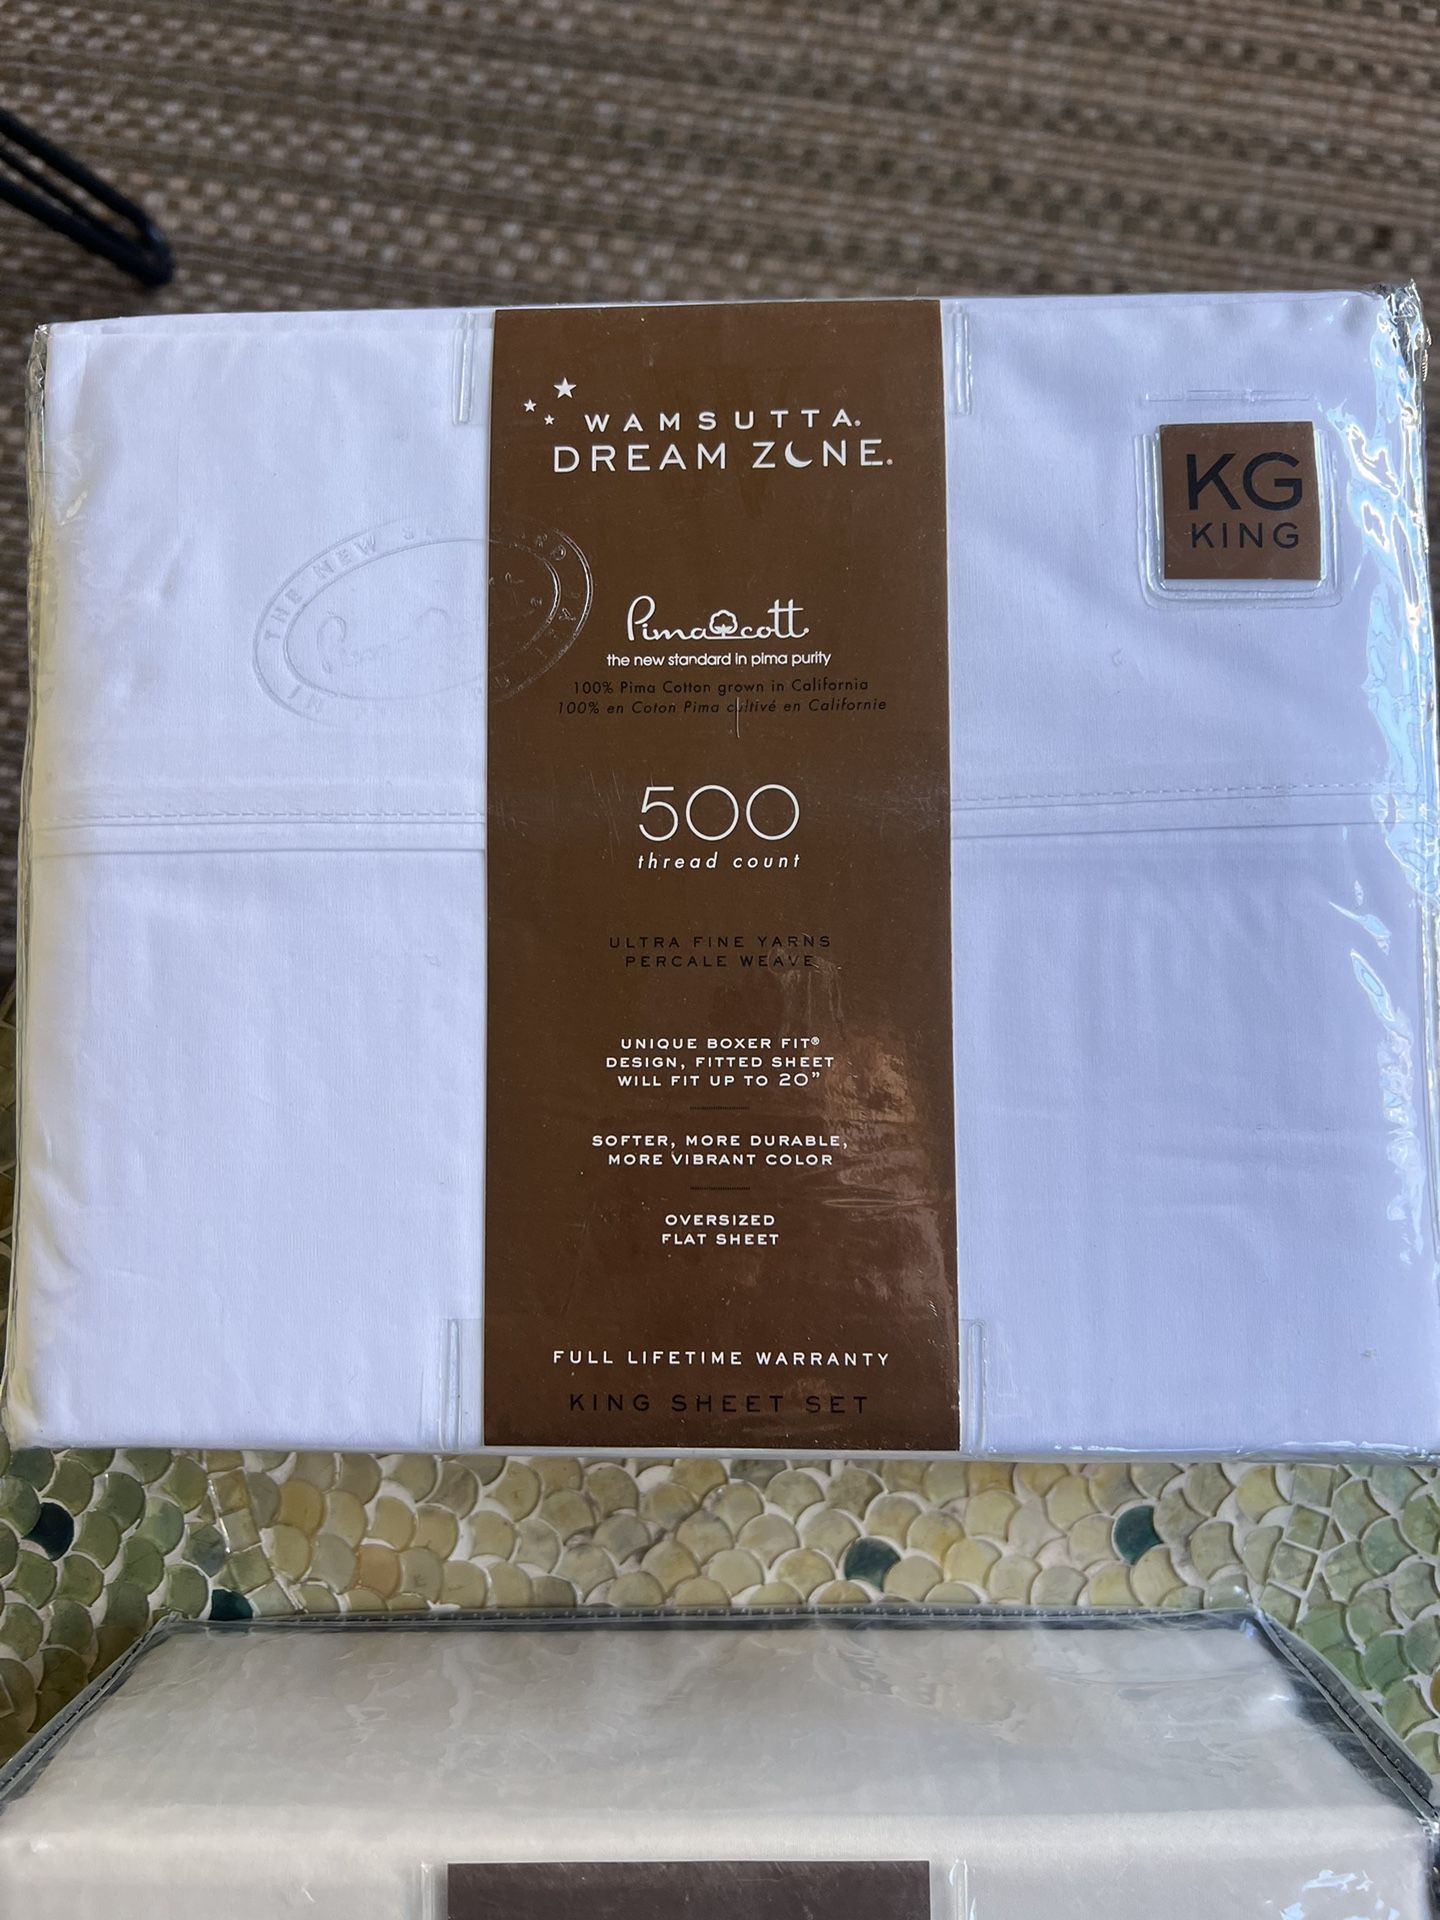 WAMSUTTA®
DREAM ZONE®
KG
KING
THE NEW
Pimacott
the new standard in pima purity
100% Pima Cotton grown in California
100% en Coton Pima cultivé en Californie
500
thread count
ULTRA FINE YARNS
PERCALE WEAVE
UNIQUE BOXER FIT®
DESIGN, FITTED SHEET
WILL FIT UP TO 20”
SOFTER, MORE DURABLE,
MORE VIBRANT COLOR
OVERSIZED
FLAT SHEET
FULL LIFETIME WARRANTY
KING SHEET SET